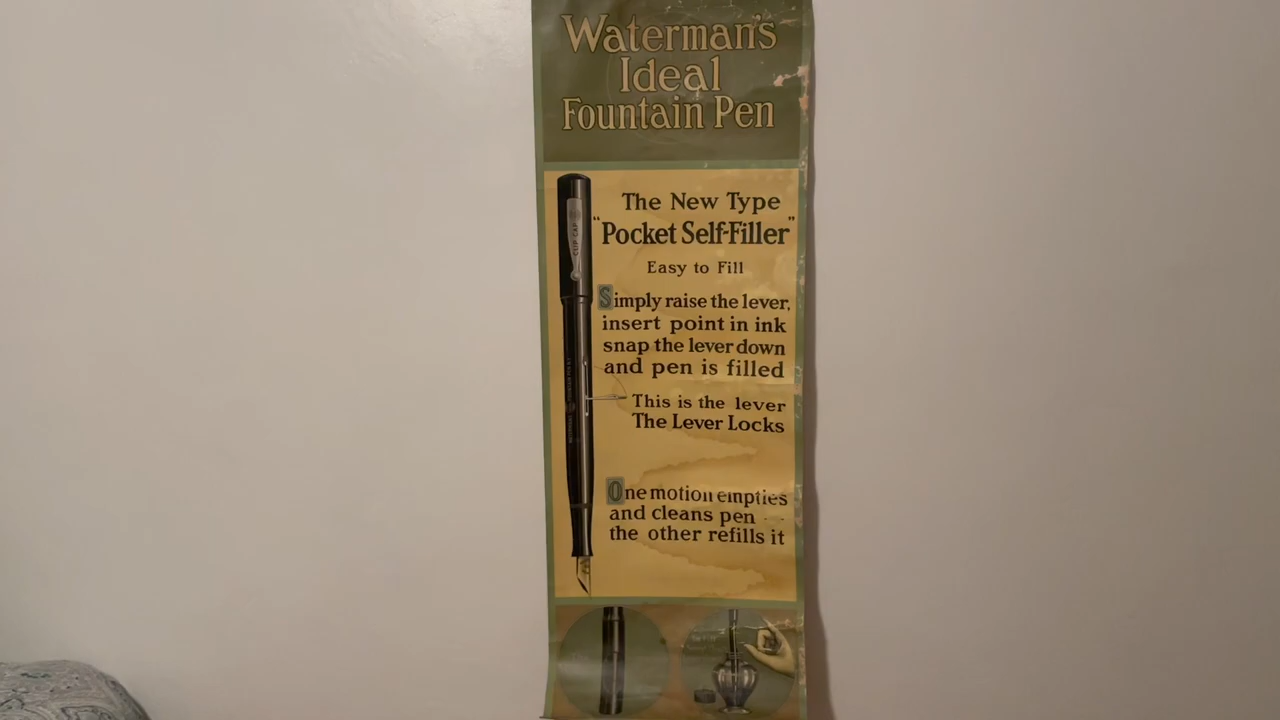 Waterman's
Ideal
Fountain Pen
The New Type
"Pocket Self-Filler"
Easy to Fill
CLIP-CAP
Simply raise the lever,
insert point in ink
snap the lever down
and pen is filled
This is the lever
The Lever Locks
One motion empties
and cleans pen
the other refills it